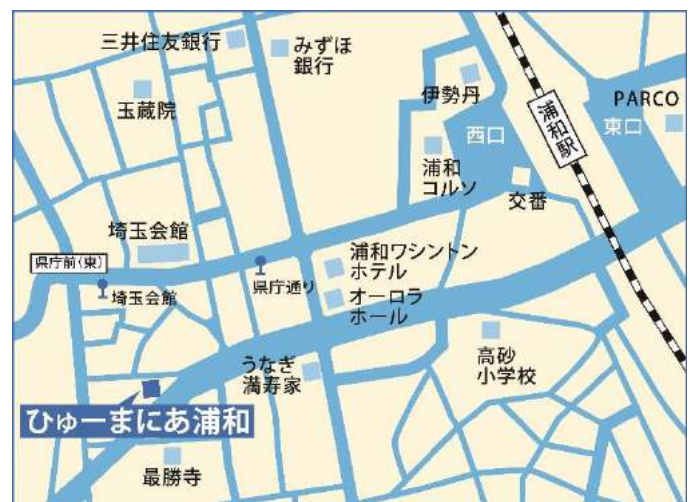 三井住友銀行
みずほ
銀行
玉蔵院
伊勢丹
PARCO
浦和駅
西口
東口
浦和
コルソ
交番
埼玉会館
県庁前(東)
埼玉会館
県庁通り
浦和ワシントン
ホテル
オーロラ
ホール
うなぎ
満寿家
高砂
小学校
ひゅーまにあ浦和
最勝寺